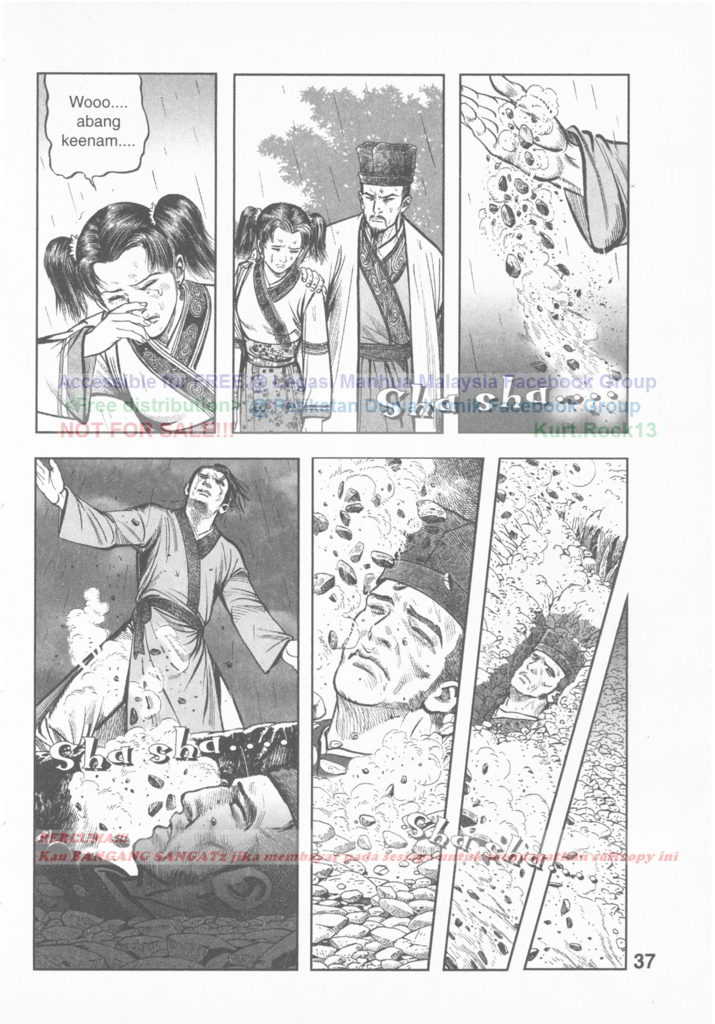 Wooo....
abang
keenam....
Accessible for FREE @ Legasi Manhua Malaysia Facebook Group
*Free distribution* @ Pakatan Dunia Komik Facebook Group
NOT FOR SALE!!! Kurt.Rock13
Sha sha....
Sha sha.....
Sha sha....
PERCUMA!!!
Kau BANGANG SANGATz jika membayar pada sesiapa untuk mendapatkan softcopy ini
37